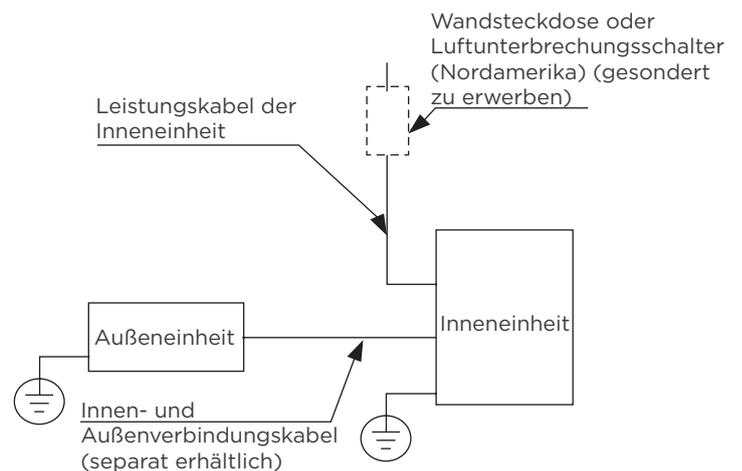 Wandsteckdose oder
Luftunterbrechungsschalter
(Nordamerika) (gesondert
zu erwerben)
Leistungskabel der
Inneneinheit
Außeneinheit
Inneneinheit
Innen- und
Außenverbindungskabel
(separat erhältlich)